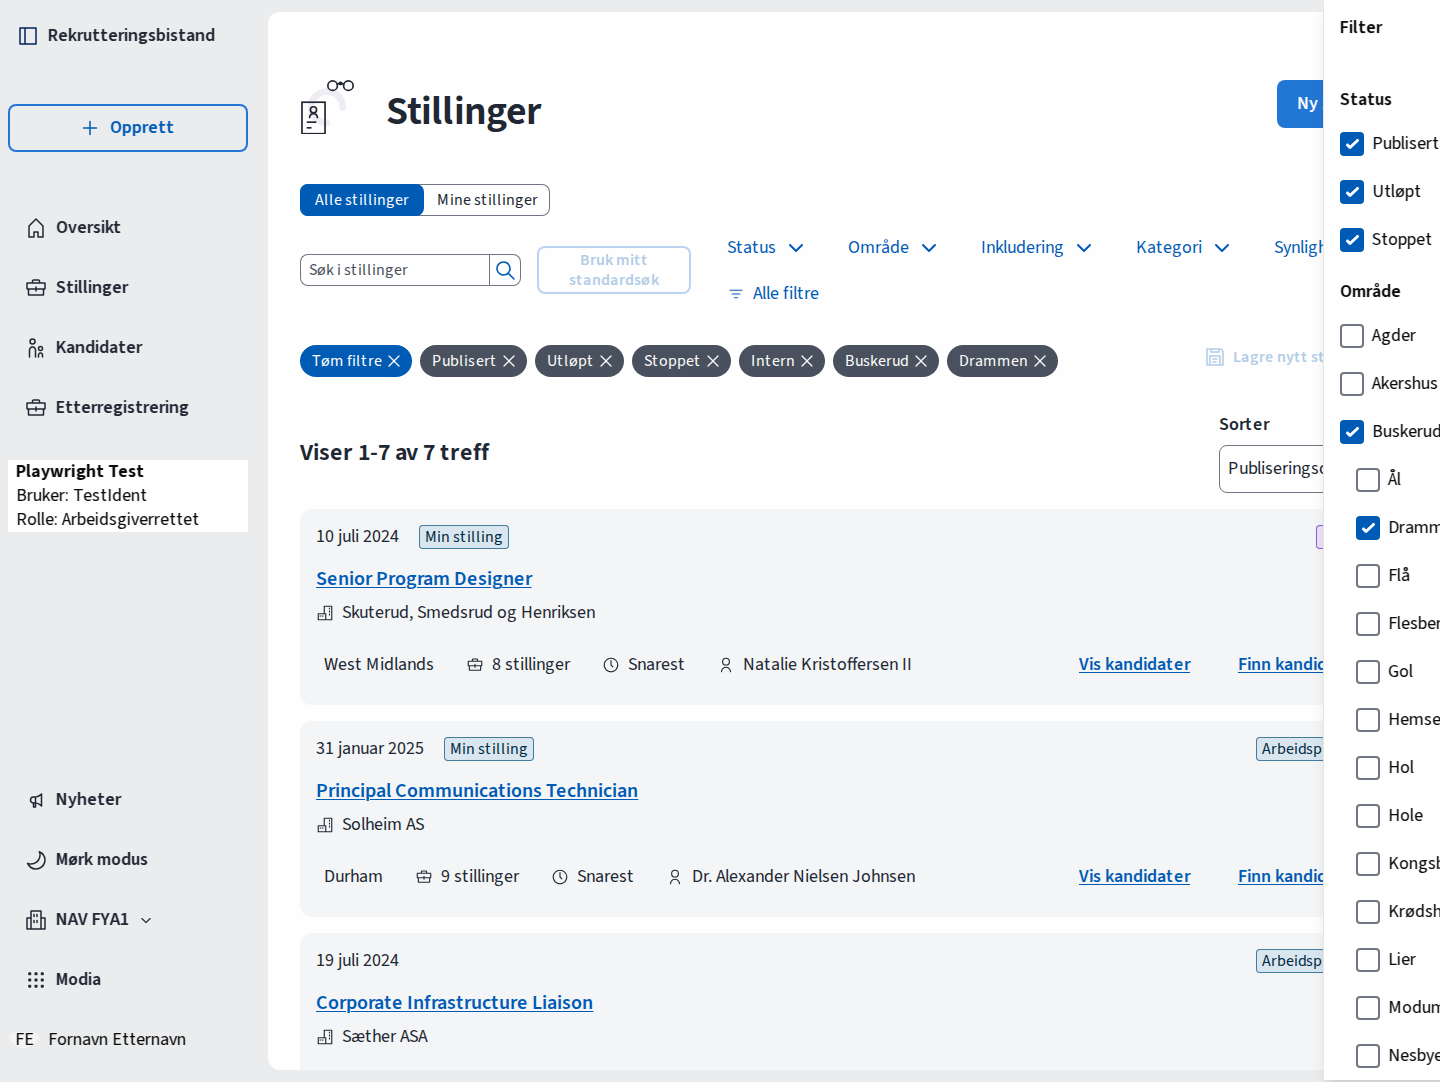 Rekrutteringsbistand
Opprett
Oversikt
Stillinger
Kandidater
Etterregistrering
Playwright Test
Bruker: TestIdent
Rolle: Arbeidsgiverrettet
Nyheter
Mørk modus
NAV FYA1
Modia
FE Fornavn Etternavn
Stillinger
Ny
Alle stillinger Mine stillinger
Søk i stillinger
Bruk mitt
standardsøk
Status Område Inkludering Kategori Synligh
Alle filtre
Tøm filtre Publisert Utløpt Stoppet Intern Buskerud Drammen
Lagre nytt st
Viser 1-7 av 7 treff
Sorter
Publiserings
10 juli 2024 Min stilling
Senior Program Designer
Skuterud, Smedsrud og Henriksen
West Midlands 8 stillinger Snarest Natalie Kristoffersen II Vis kandidater Finn kandid
31 januar 2025 Min stilling Arbeidsp
Principal Communications Technician
Solheim AS
Durham 9 stillinger Snarest Dr. Alexander Nielsen Johnsen Vis kandidater Finn kandid
19 juli 2024 Arbeidsp
Corporate Infrastructure Liaison
Sæther ASA
Filter
Status
Publisert
Utløpt
Stoppet
Område
Agder
Akershus
Buskerud
Ål
Dramm
Flå
Flesber
Gol
Hemse
Hol
Hole
Kongsb
Krødsh
Lier
Modum
Nesbye